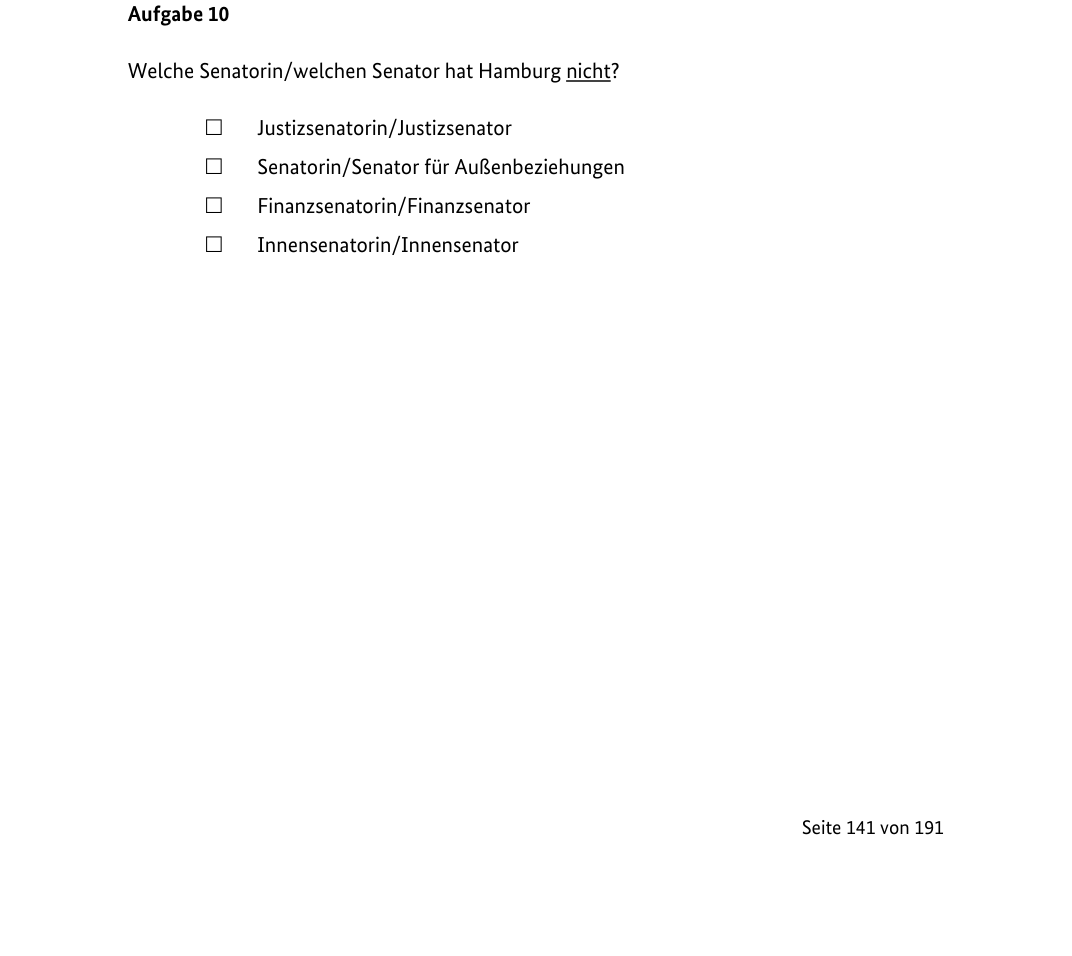 Aufgabe 10
Welche Senatorin/welchen Senator hat Hamburg nicht?
☐ Justizsenatorin/Justizsenator
☐ Senatorin/Senator für Außenbeziehungen
☐ Finanzsenatorin/Finanzsenator
☐ Innensenatorin/Innensenator
Seite 141 von 191